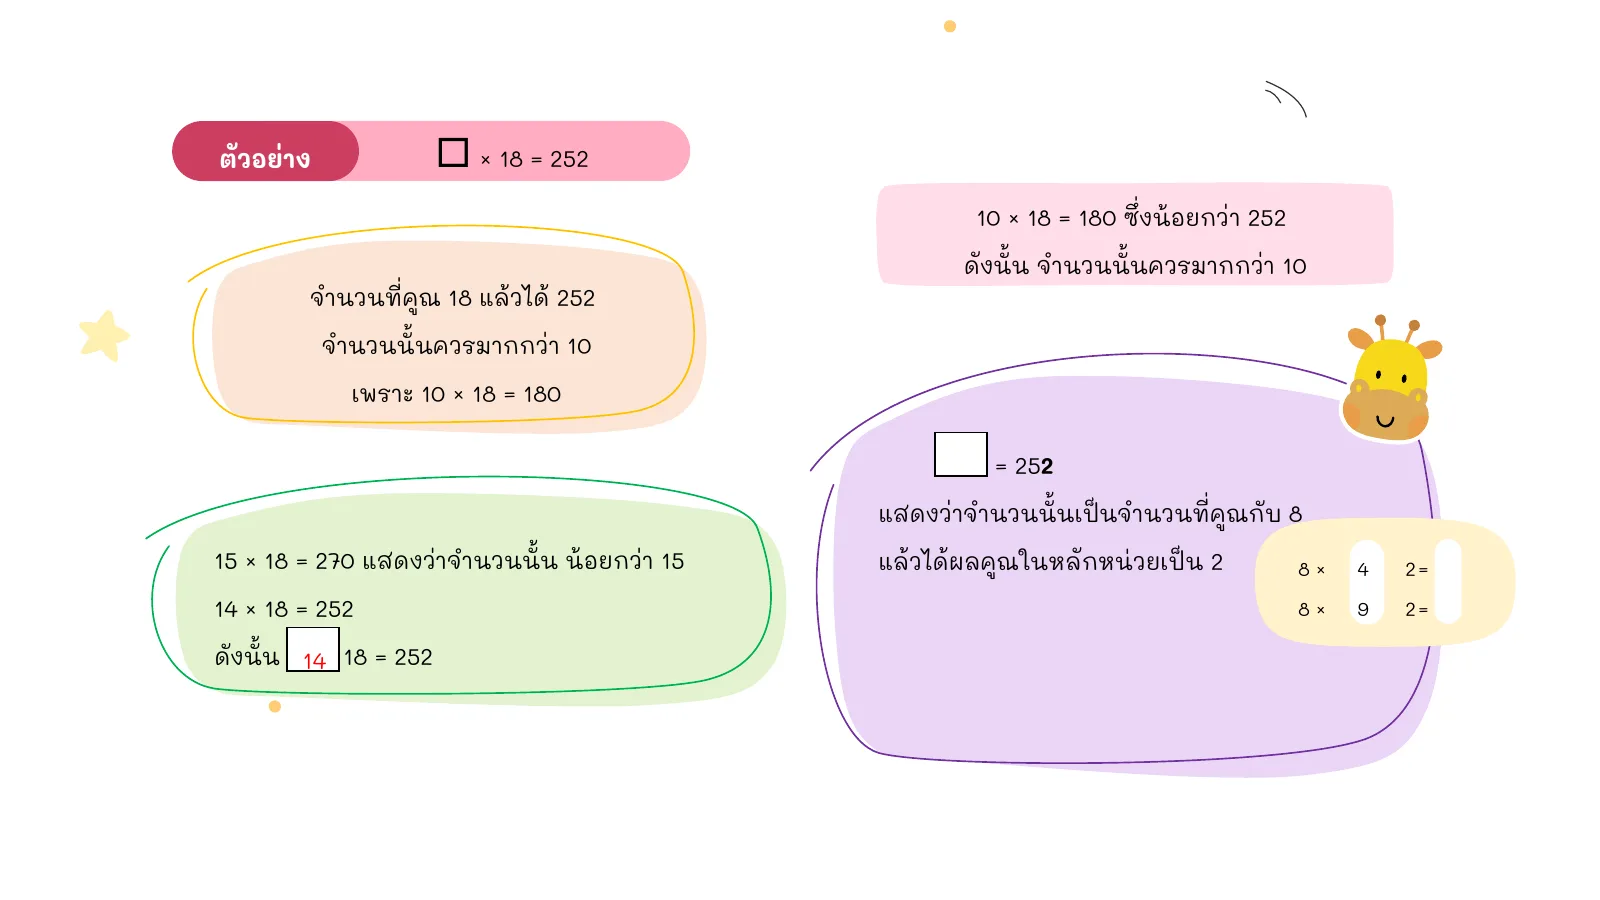 ตัวอย่าง
□ × 18 = 252
จำนวนที่คูณ 18 แล้วได้ 252
จำนวนนั้นควรมากกว่า 10
เพราะ 10 × 18 = 180
15 × 18 = 270 แสดงว่าจำนวนนั้น น้อยกว่า 15
14 × 18 = 252
ดังนั้น 14 18 = 252
10 × 18 = 180 ซึ่งน้อยกว่า 252
ดังนั้น จำนวนนั้นควรมากกว่า 10
= 252
แสดงว่าจำนวนนั้นเป็นจำนวนที่คูณกับ 8
แล้วได้ผลคูณในหลักหน่วยเป็น 2
8 × 4 2=
8 × 9 2=